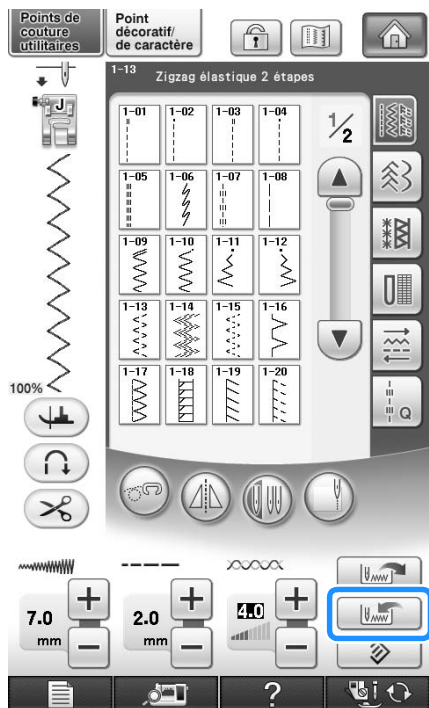 Points de
couture
utilitaires
Point
décoratif/
de caractère
1-13
Zigzag élastique 2 étapes
J
1-01 1-02 1-03 1-04
1/2
1-05 1-06 1-07 1-08
1-09 1-10 1-11 1-12
1-13 1-14 1-15 1-16
1-17 1-18 1-19 1-20
Q
100%
7.0
mm
2.0
mm
4.0
?